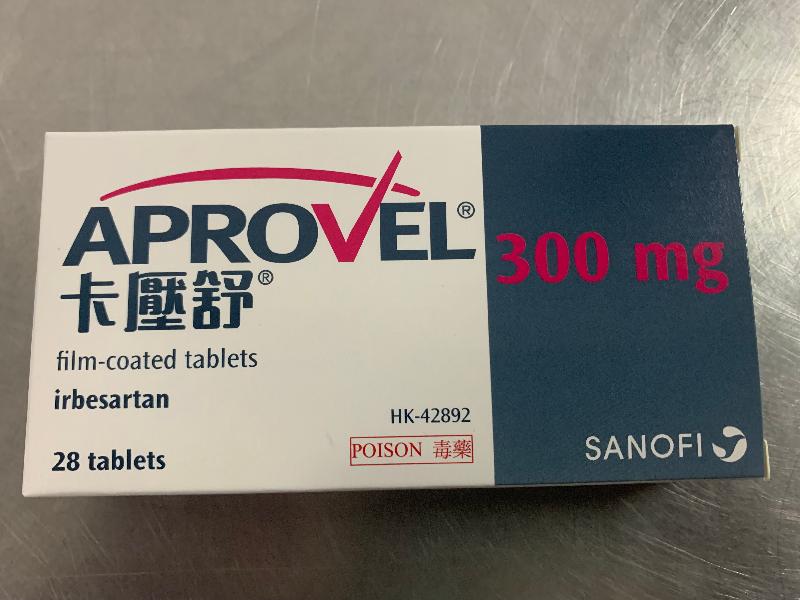 APROVEL®
卡壓舒®
300 mg
film-coated tablets
irbesartan
28 tablets
HK-42892
POISON 毒藥
SANOFI